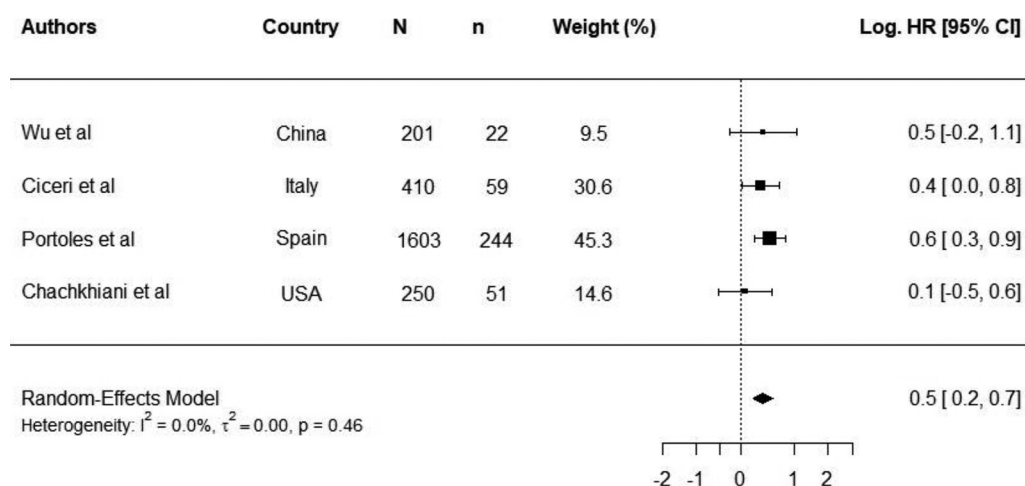 Authors Country N n Weight (%) Log. HR [95% CI]
Wu et al China 201 22 9.5 0.5 [-0.2, 1.1]
Ciceri et al Italy 410 59 30.6 0.4 [ 0.0, 0.8]
Portoles et al Spain 1603 244 45.3 0.6 [ 0.3, 0.9]
Chachkhiani et al USA 250 51 14.6 0.1 [-0.5, 0.6]
Random-Effects Model 0.5 [ 0.2, 0.7]
Heterogeneity: I² = 0.0%, τ² = 0.00, p = 0.46
-2 -1 0 1 2